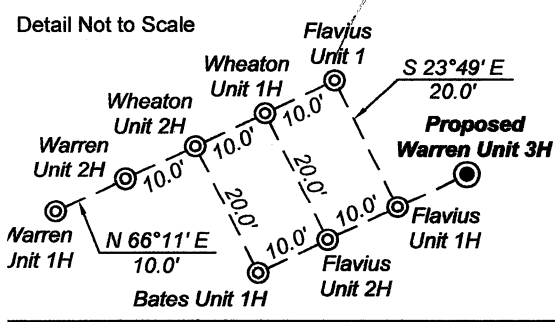 Detail Not to Scale
Flavius
Unit 1
S 23°49' E
20.0'
Wheaton
Unit 1H
10.0'
Wheaton
Unit 2H
10.0'
Proposed
Warren Unit 3H
Warren
Unit 2H
10.0'
20.0'
20.0'
Warren
Unit 1H
N 66°11' E
10.0'
10.0'
10.0'
Flavius
Unit 1H
Flavius
Unit 2H
Bates Unit 1H